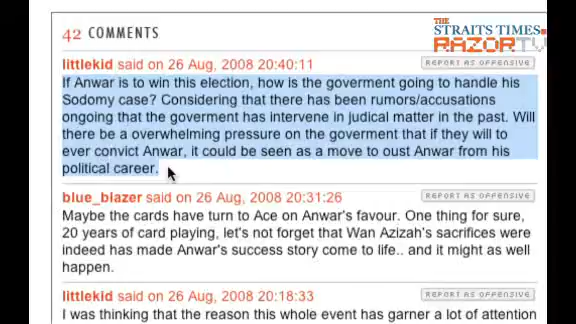 THE
STRAITS TIMES
RAZORTV
42 COMMENTS
littlekid said on 26 Aug, 2008 20:40:11
REPORT AS OFFENSIVE
If Anwar is to win this election, how is the goverment going to handle his
Sodomy case? Considering that there has been rumors/accusations
ongoing that the goverment has intervene in judical matter in the past. Will
there be a overwhelming pressure on the goverment that if they will to
ever convict Anwar, it could be seen as a move to oust Anwar from his
political career.
blue_blazer said on 26 Aug, 2008 20:31:26
REPORT AS OFFENSIVE
Maybe the cards have turn to Ace on Anwar's favour. One thing for sure,
20 years of card playing, let's not forget that Wan Azizah's sacrifices were
indeed has made Anwar's success story come to life.. and it might as well
happen.
littlekid said on 26 Aug, 2008 20:18:33
REPORT AS OFFENSIVE
I was thinking that the reason this whole event has garner a lot of attention